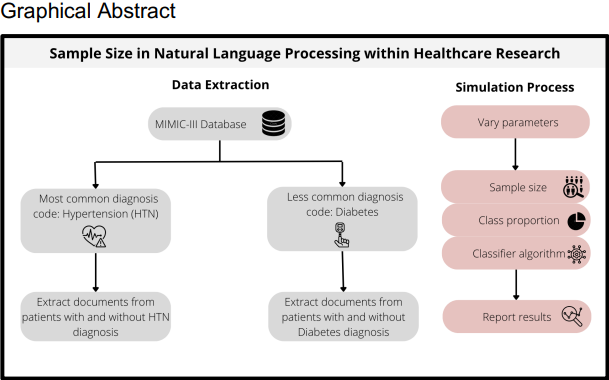 Graphical Abstract
Sample Size in Natural Language Processing within Healthcare Research
Data Extraction
MIMIC-III Database
Most common diagnosis
code: Hypertension (HTN)
Less common diagnosis
code: Diabetes
Extract documents from
patients with and without HTN
diagnosis
Extract documents from
patients with and without
Diabetes diagnosis
Simulation Process
Vary parameters
Sample size
Class proportion
Classifier algorithm
Report results